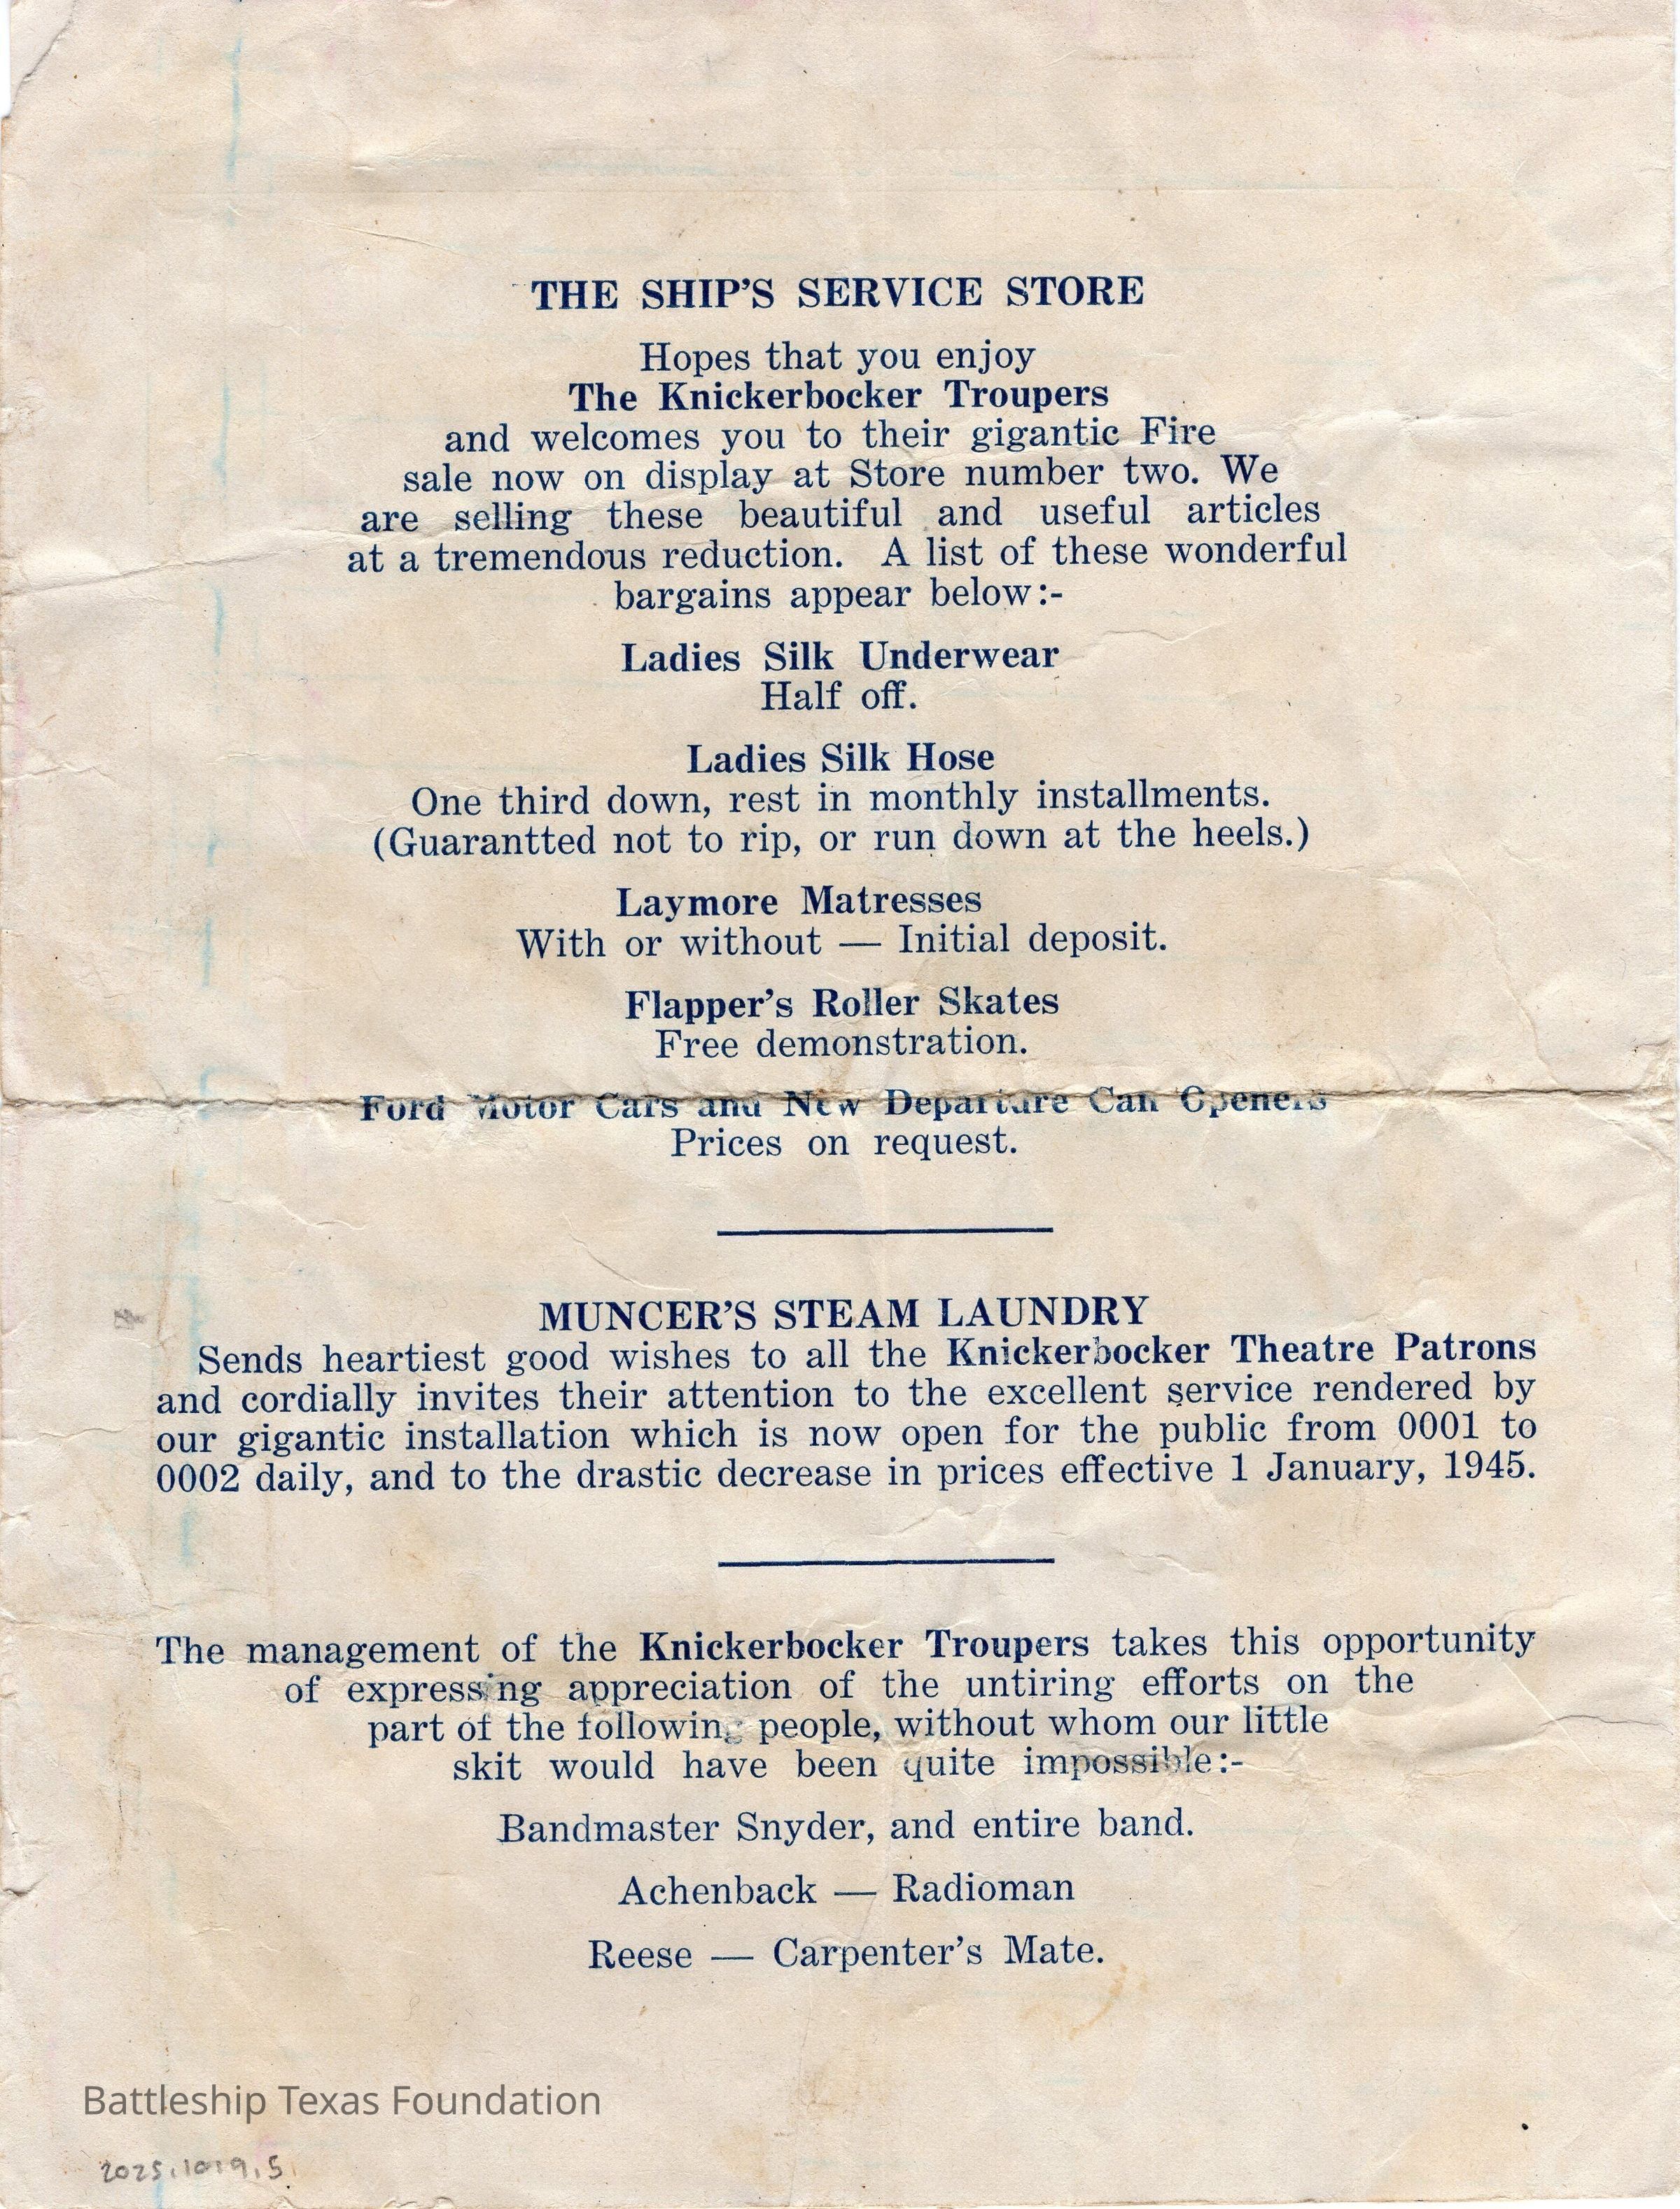 THE SHIP'S SERVICE STORE
Hopes that you enjoy
The Knickerbocker Troupers
and welcomes you to their gigantic Fire
sale now on display at Store number two. We
are selling these beautiful and useful articles
at a tremendous reduction. A list of these wonderful
bargains appear below:-
Ladies Silk Underwear
Half off.
Ladies Silk Hose
One third down, rest in monthly installments.
(Guarantted not to rip, or run down at the heels.)
Laymore Matresses
With or without — Initial deposit.
Flapper's Roller Skates
Free demonstration.
Ford Motor Cars and New Departure Can Openers
Prices on request.
MUNCER'S STEAM LAUNDRY
Sends heartiest good wishes to all the Knickerbocker Theatre Patrons
and cordially invites their attention to the excellent service rendered by
our gigantic installation which is now open for the public from 0001 to
0002 daily, and to the drastic decrease in prices effective 1 January, 1945.
The management of the Knickerbocker Troupers takes this opportunity
of expressing appreciation of the untiring efforts on the
part of the following people, without whom our little
skit would have been quite impossible:-
Bandmaster Snyder, and entire band.
Achenback — Radioman
Reese — Carpenter's Mate.
Battleship Texas Foundation
2025.1019.5